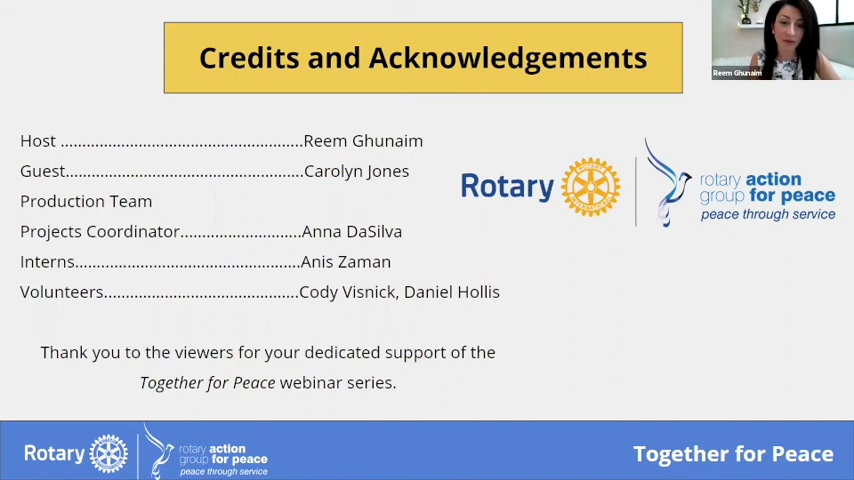 Credits and Acknowledgements
Reem Ghunaim
Host ........................................................Reem Ghunaim
Guest.......................................................Carolyn Jones
Production Team
Projects Coordinator............................Anna DaSilva
Interns....................................................Anis Zaman
Volunteers.............................................Cody Visnick, Daniel Hollis
Rotary
ROTARY
INTERNATIONAL
rotary action
group for peace
peace through service
Thank you to the viewers for your dedicated support of the
Together for Peace webinar series.
Rotary
rotary action
group for peace
peace through service
Together for Peace